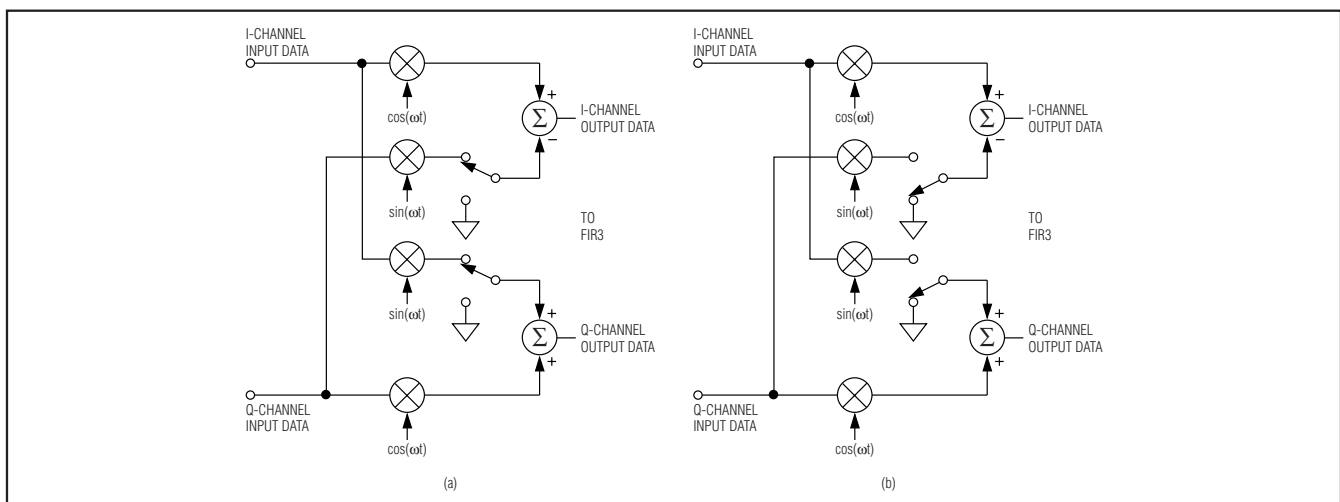 I-CHANNEL
INPUT DATA
cos(ωt)
+
Σ
−
I-CHANNEL
OUTPUT DATA
sin(ωt)
TO
FIR3
sin(ωt)
+
Σ
+
Q-CHANNEL
OUTPUT DATA
Q-CHANNEL
INPUT DATA
cos(ωt)
(a)
I-CHANNEL
INPUT DATA
cos(ωt)
+
Σ
−
I-CHANNEL
OUTPUT DATA
sin(ωt)
TO
FIR3
sin(ωt)
+
Σ
+
Q-CHANNEL
OUTPUT DATA
Q-CHANNEL
INPUT DATA
cos(ωt)
(b)